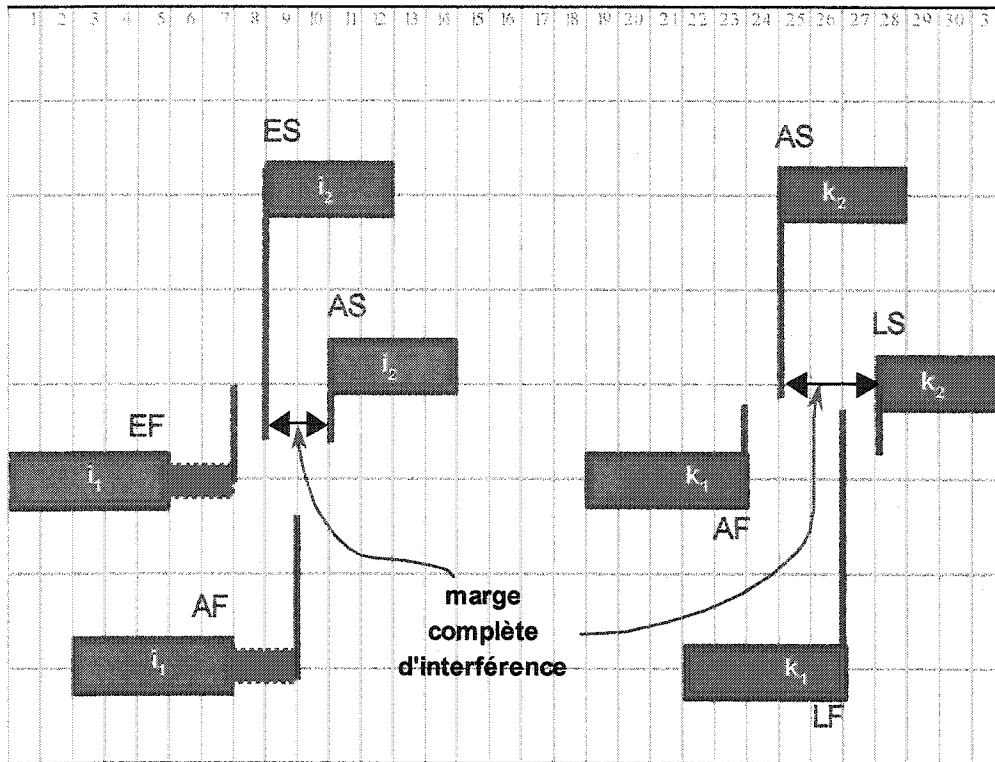 1 2 3 4 5 6 7 8 9 10 11 12 13 14 15 16 17 18 19 20 21 22 23 24 25 26 27 28 29 30 3
ES AS
i₂ k₂
AS LS
i₂ k₂
EF
i₁ k₁
AF
AF
marge
complète
d'interférence
i₁ k₁
LF